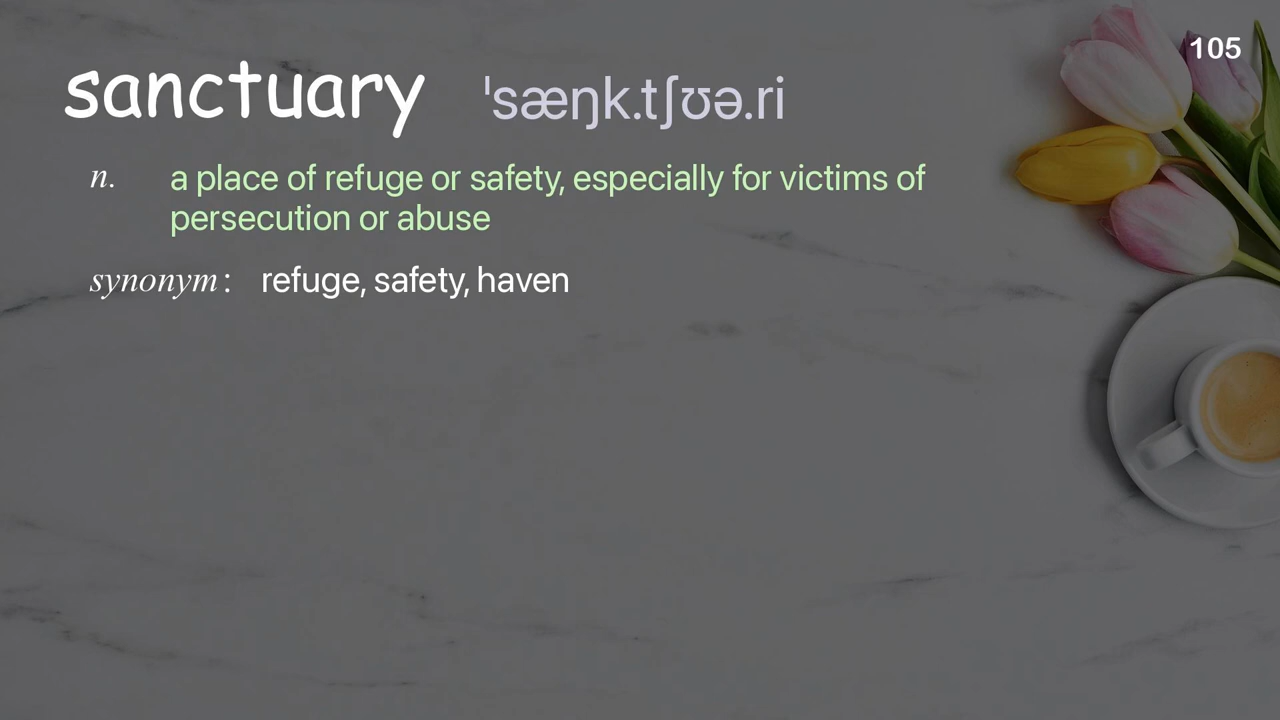 105
sanctuary ˈsæŋk.tʃʊə.ri
n. a place of refuge or safety, especially for victims of
persecution or abuse
synonym: refuge, safety, haven